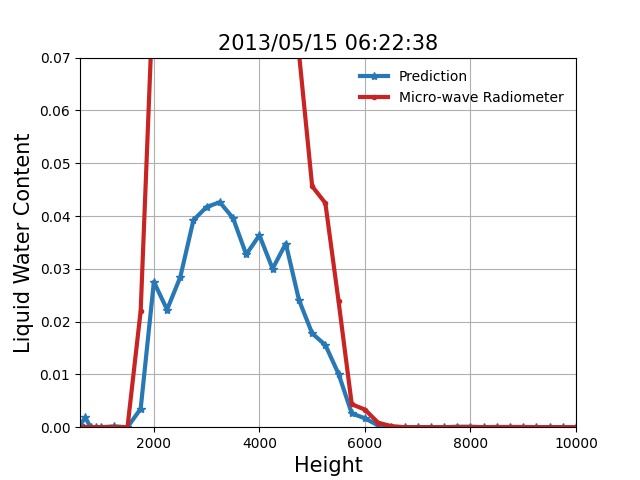 2013/05/15 06:22:38
Prediction
Micro-wave Radiometer
0.07
0.06
0.05
0.04
0.03
0.02
0.01
0.00
Liquid Water Content
2000 4000 6000 8000 10000
Height